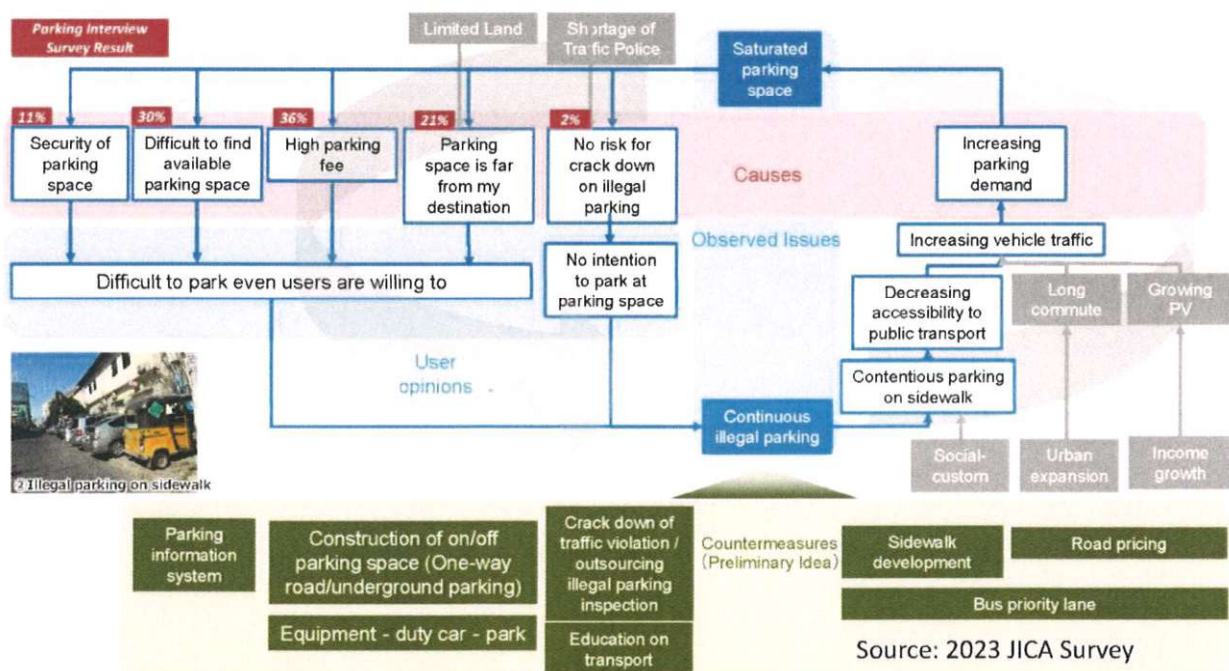 Parking Interview
Survey Result
Limited Land
Shortage of
Traffic Police
Saturated
parking
space
11%
30%
36%
21%
2%
Security of
parking
space
Difficult to find
available
parking space
High parking
fee
Parking
space is far
from my
destination
No risk for
crack down
on illegal
parking
Causes
Increasing
parking
demand
Observed Issues
Increasing vehicle traffic
Difficult to park even users are willing to
No intention
to park at
parking space
Decreasing
accessibility to
public transport
Long
commute
Growing
PV
User
opinions
Contentious parking
on sidewalk
Continuous
illegal parking
Social-
custom
Urban
expansion
Income
growth
②Illegal parking on sidewalk
Parking
information
system
Construction of on/off
parking space (One-way
road/underground parking)
Equipment - duty car - park
Crack down of
traffic violation /
outsourcing
illegal parking
inspection
Education on
transport
Countermeasures
(Preliminary Idea)
Sidewalk
development
Road pricing
Bus priority lane
Source: 2023 JICA Survey